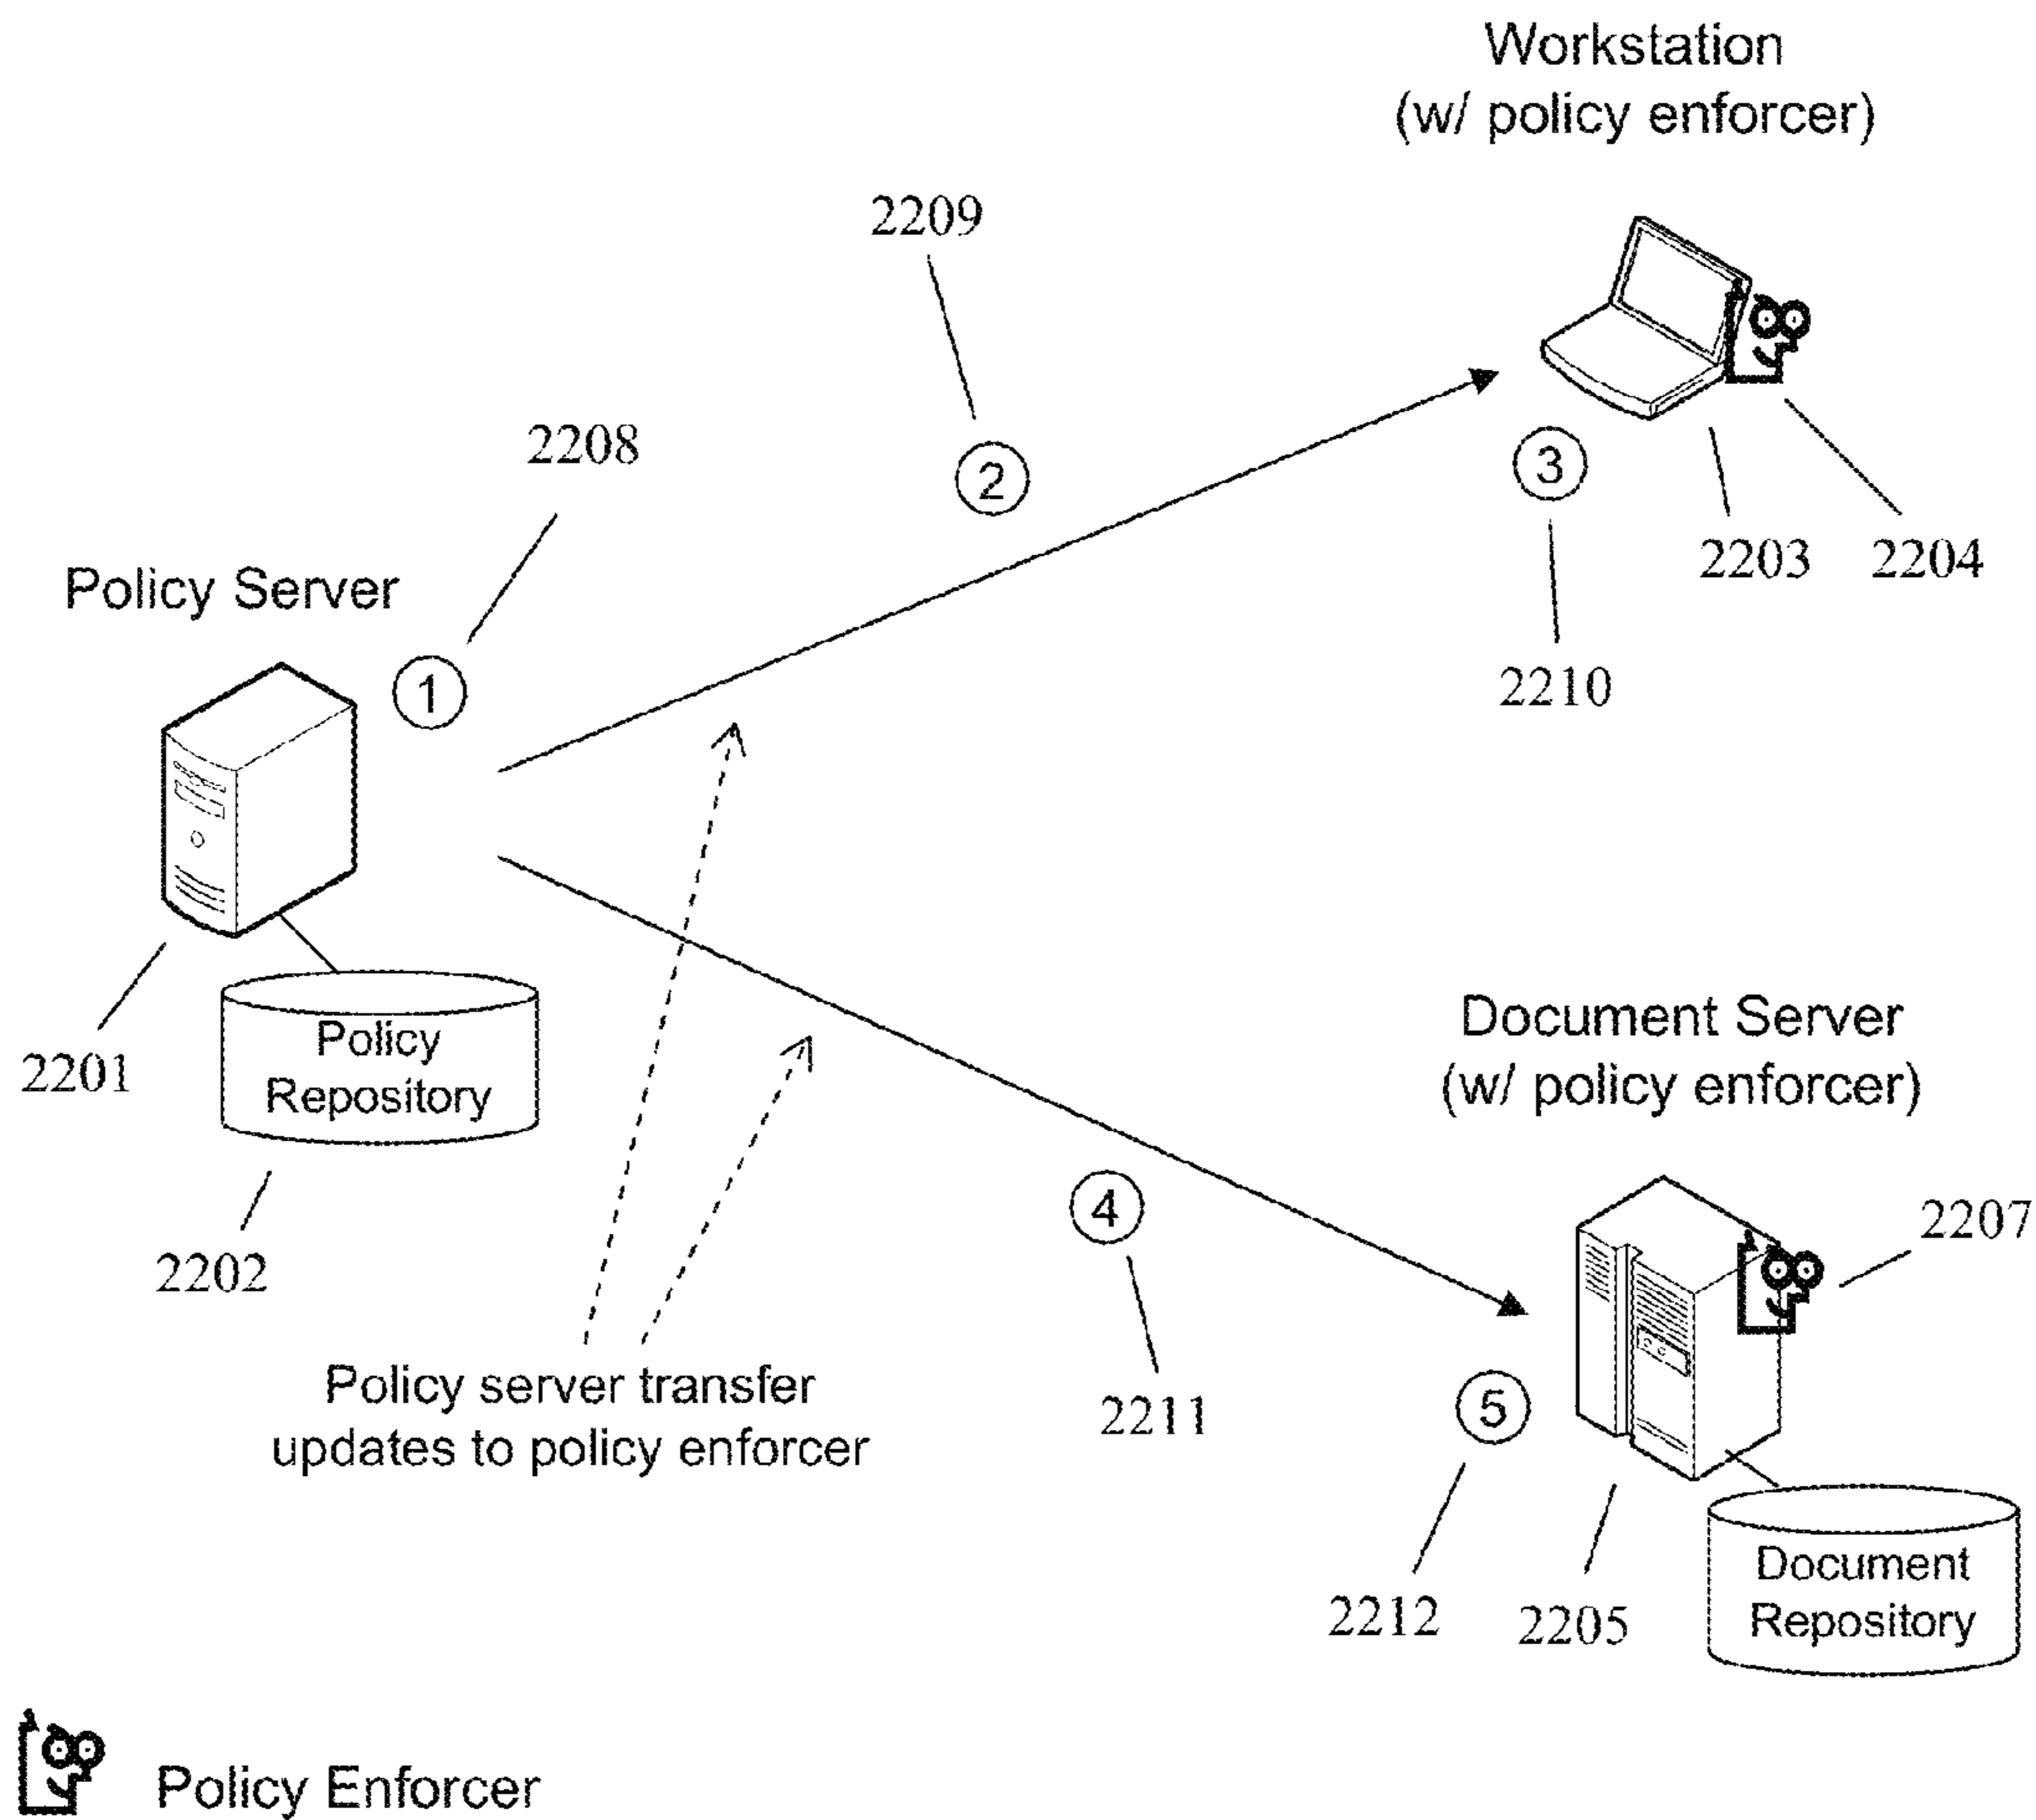 Workstation
(w/ policy enforcer)
2209
2208
2
3
2203
2204
Policy Server
1
2210
2201
Policy
Repository
2202
Document Server
(w/ policy enforcer)
4
2207
Policy server transfer
updates to policy enforcer
2211
5
2212
2205
Document
Repository
Policy Enforcer